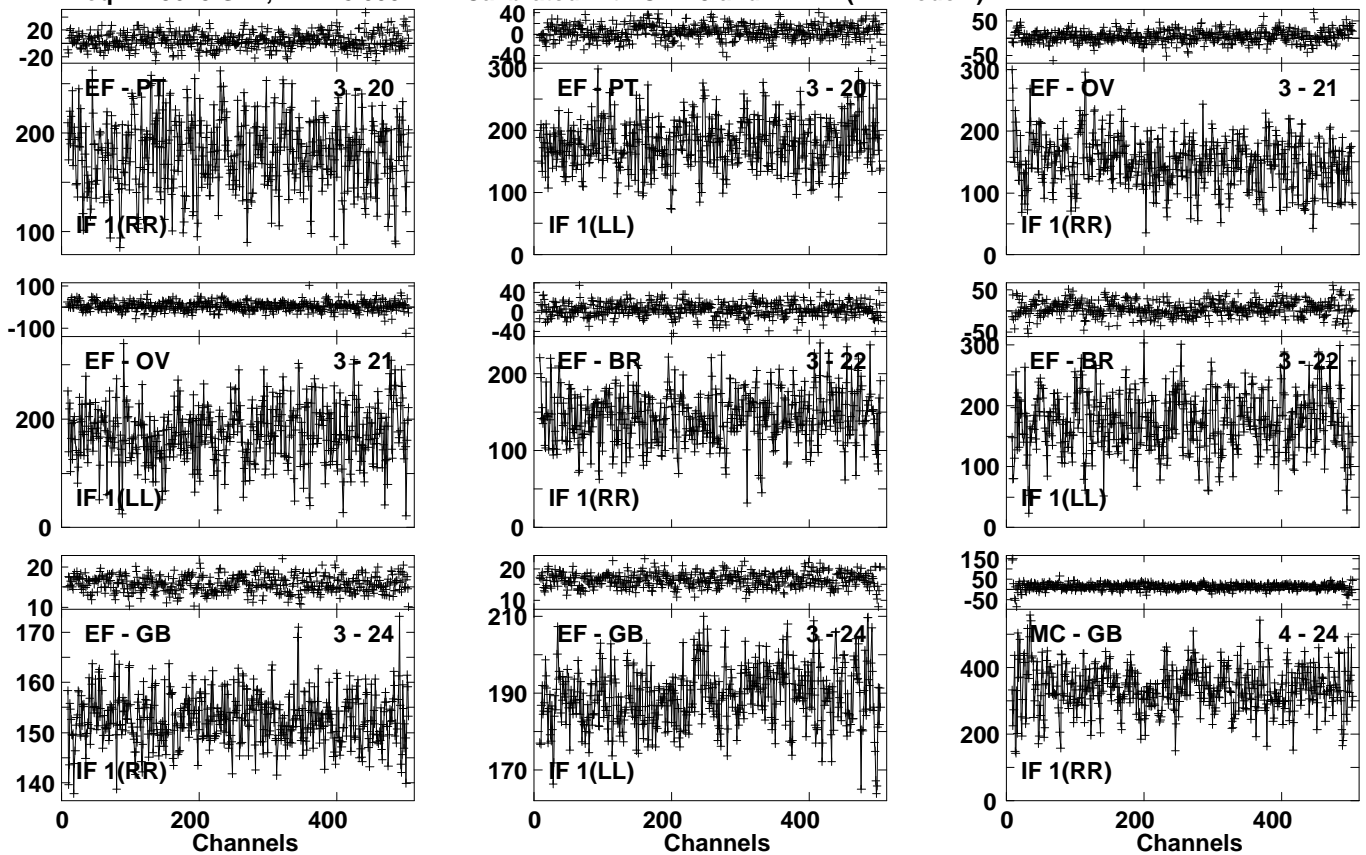 20
-20
EF - PT 3 - 20
200
100
IF 1(RR)
40
0
-40
300
EF - PT 3 - 20
200
100
0
IF 1(LL)
50
-50
300
EF - OV 3 - 21
200
100
0
IF 1(RR)
100
-100
EF - OV 3 - 21
200
0
IF 1(LL)
40
0
-40
EF - BR 3 - 22
200
100
0
IF 1(RR)
50
-50
300
EF - BR 3 - 22
200
100
0
IF 1(LL)
20
10
EF - GB 3 - 24
170
160
150
140
IF 1(RR)
20
10
210
EF - GB 3 - 24
190
170
IF 1(LL)
150
50
-50
MC - GB 4 - 24
400
200
0
IF 1(RR)
0 200 400
Channels
0 200 400
Channels
0 200 400
Channels